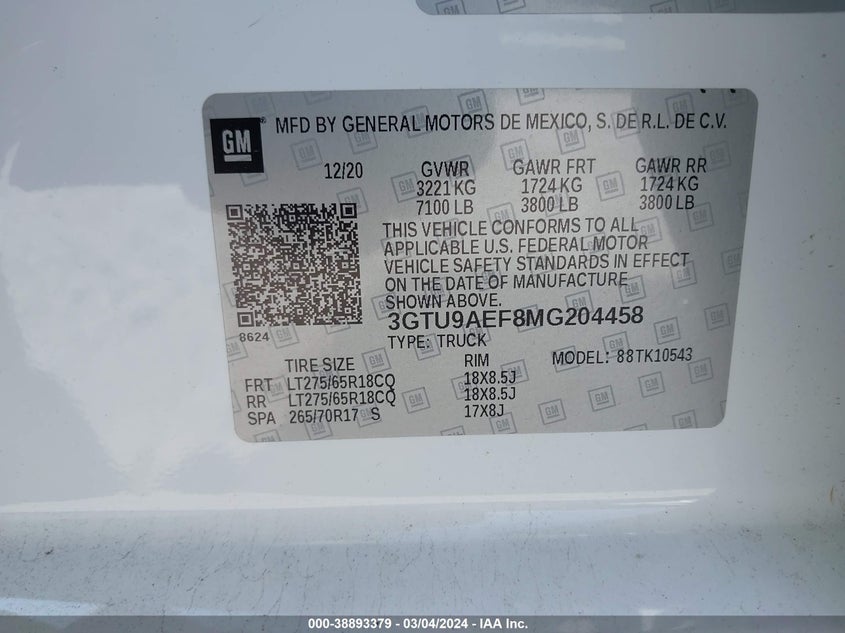 GM ® MFD BY GENERAL MOTORS DE MEXICO, S. DE R.L. DE C.V.
12/20 GVWR GAWR FRT GAWR RR
3221 KG 1724 KG 1724 KG
7100 LB 3800 LB 3800 LB
THIS VEHICLE CONFORMS TO ALL
APPLICABLE U.S. FEDERAL MOTOR
VEHICLE SAFETY STANDARDS IN EFFECT
ON THE DATE OF MANUFACTURE
SHOWN ABOVE.
3GTU9AEF8MG204458
8624
TYPE: TRUCK MODEL: 88TK10543
TIRE SIZE RIM
FRT LT275/65R18CQ 18X8.5J
RR LT275/65R18CQ 18X8.5J
SPA 265/70R17 S 17X8J
000-38893379 / 03/04/2024 - IAA Inc.